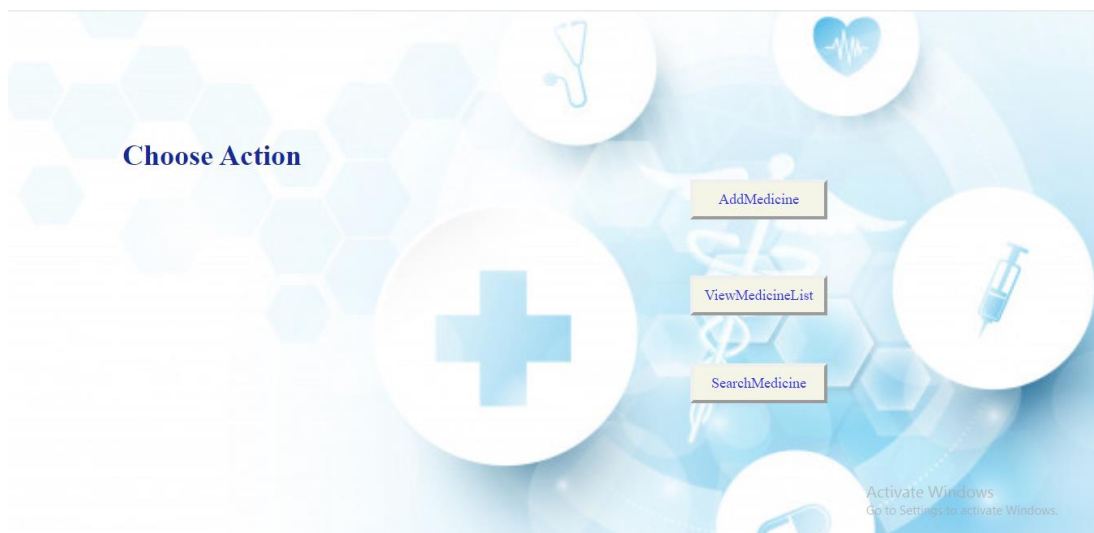 Choose Action
AddMedicine
ViewMedicineList
SearchMedicine
Activate Windows
Go to Settings to activate Windows.